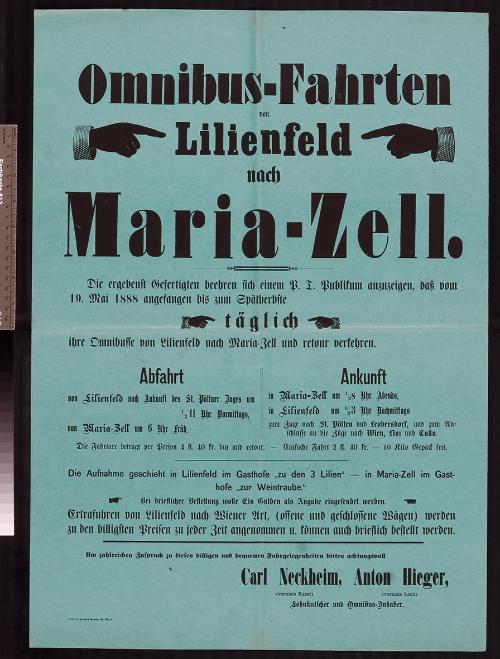 Omnibus-Fahrten
von
Lilienfeld
nach
Maria-Zell.
Die ergebenst Gefertigten beehren sich einem P. T. Publikum anzuzeigen, daß vom
19. Mai 1888 angefangen bis zum Spätherbste
täglich
ihre Omnibusse von Lilienfeld nach Maria-Zell und retour verkehren.
Abfahrt
von Lilienfeld nach Ankunft des St. Pöltner Zuges um
½11 Uhr Vormittags,
von Maria-Zell um 6 Uhr Früh.
Ankunft
in Maria-Zell um ½8 Uhr Abends,
in Lilienfeld um ½3 Uhr Nachmittags
zum Zuge nach St. Pölten und Leobersdorf, und zum An-
schlusse an die Züge nach Wien, Linz und Tulln.
Die Fahrtaxe beträgt per Person 4 fl. 40 kr. hin und retour. — Einfache Fahrt 2 fl. 40 kr. — 10 Kilo Gepäck frei.
Die Aufnahme geschieht in Lilienfeld im Gasthofe „zu den 3 Lilien" — in Maria-Zell im Gast-
hofe „zur Weintraube."
Bei brieflicher Bestellung wolle Ein Gulden als Angabe eingesendet werden.
Extrafuhren von Lilienfeld nach Wiener Art, (offene und geschlossene Wägen) werden
zu den billigsten Preisen zu jeder Zeit angenommen u. können auch brieflich bestellt werden.
Um zahlreichen Zuspruch zu diesen billigen und bequemen Fahrgelegenheiten bitten achtungsvoll
Carl Neckheim, Anton Hieger,
(vormals Kainz) (vormals Lenk)
Lohnkutscher und Omnibus-Inhaber.